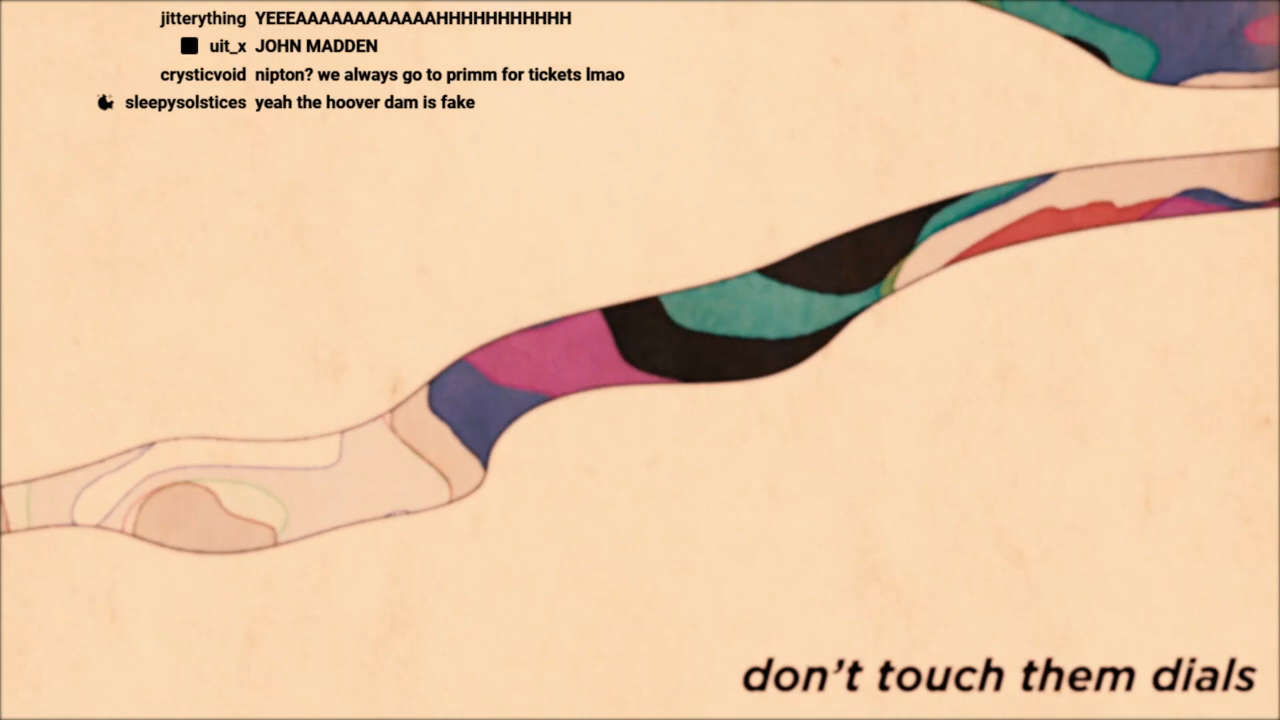 jitterything YEEEAAAAAAAAAAAAHHHHHHHHHHH
uit_x JOHN MADDEN
crysticvoid nipton? we always go to primm for tickets lmao
sleepysolstices yeah the hoover dam is fake
don't touch them dials